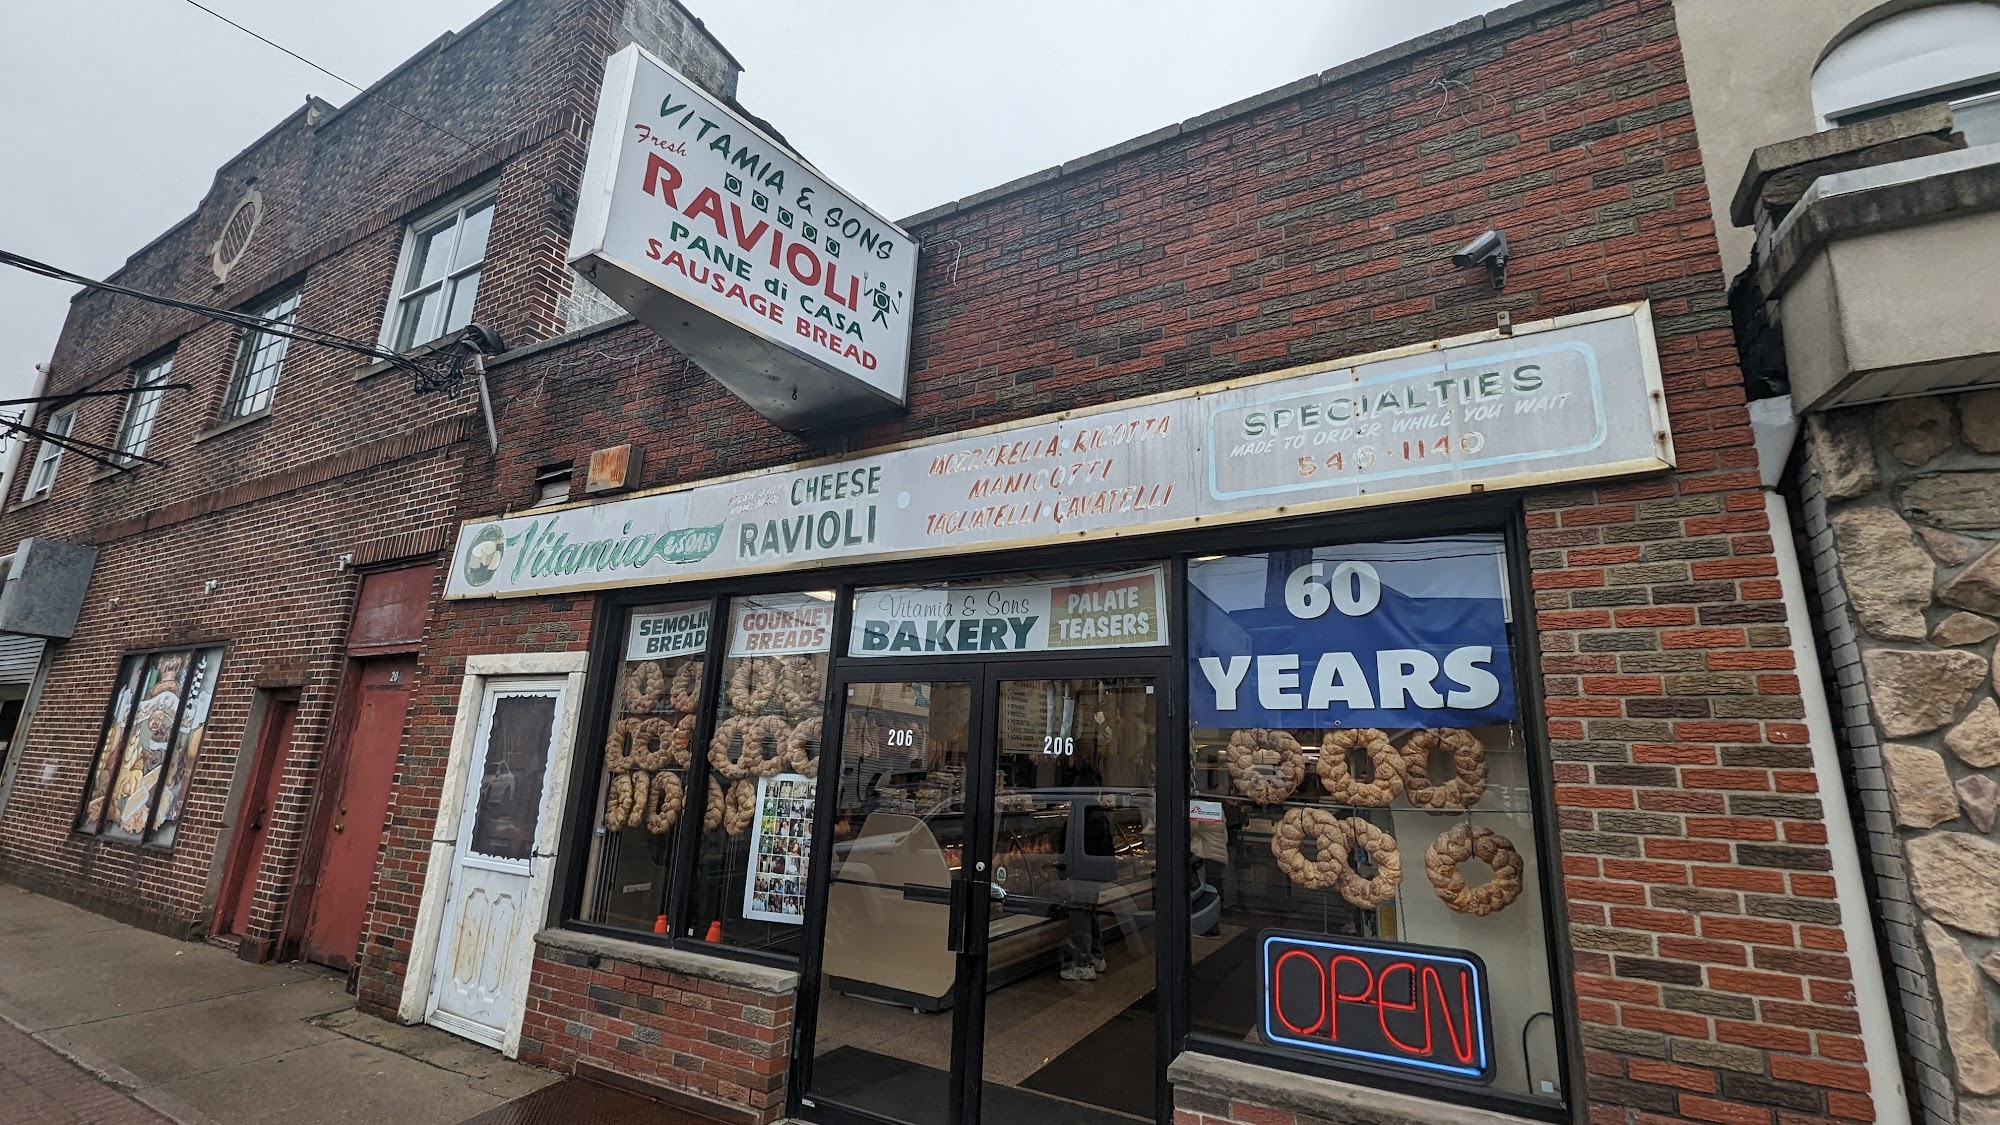 VITAMIA & SONS
Fresh
RAVIOLI
PANE di CASA
SAUSAGE BREAD
Vitamia & SONS
CHEESE
RAVIOLI
MOZZARELLA · RICOTTA
MANICOTTI
TAGLIATELLI · CAVATELLI
SPECIALTIES
MADE TO ORDER WHILE YOU WAIT
546-1140
SEMOLIN
BREADS
GOURMET
BREADS
Vitamia & Sons
BAKERY
PALATE
TEASERS
60
YEARS
206
206
20
OPEN